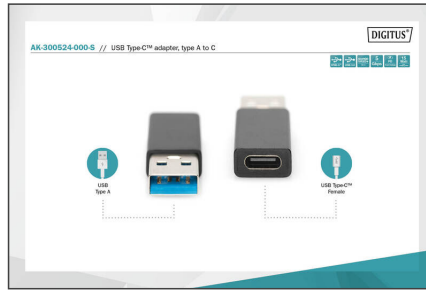 DIGITUS®
AK-300524-000-S // USB Type-C™ adapter, type A to C
USB
Type A
USB Type-C™
Female